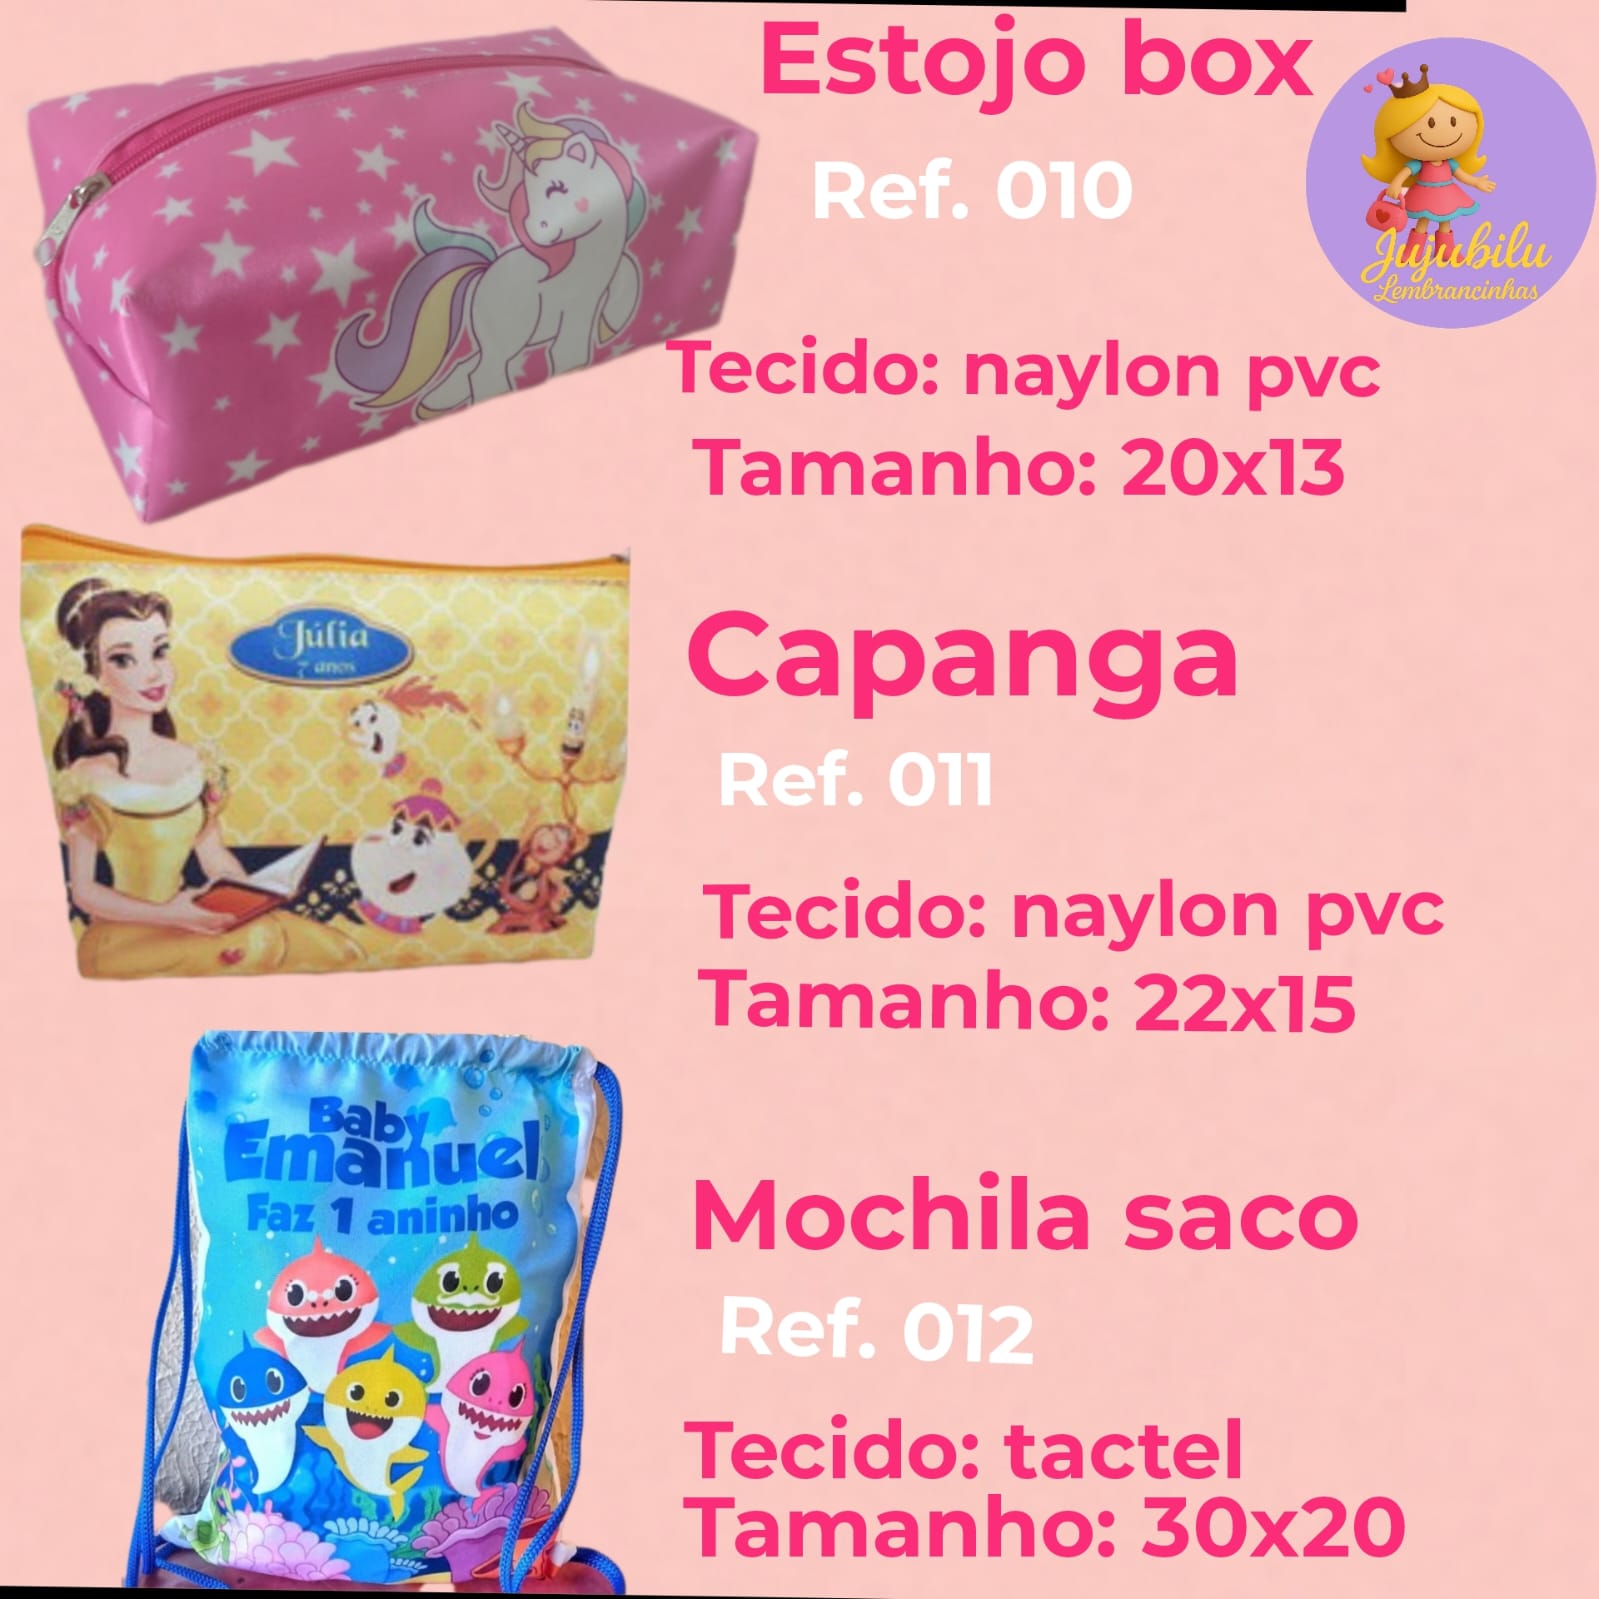 Estojo box
Ref. 010
Jujubilu
Lembrancinhas
Tecido: naylon pvc
Tamanho: 20x13
Júlia
7 anos
Capanga
Ref. 011
Tecido: naylon pvc
Tamanho: 22x15
Baby
Emanuel
Faz 1 aninho
Mochila saco
Ref. 012
Tecido: tactel
Tamanho: 30x20